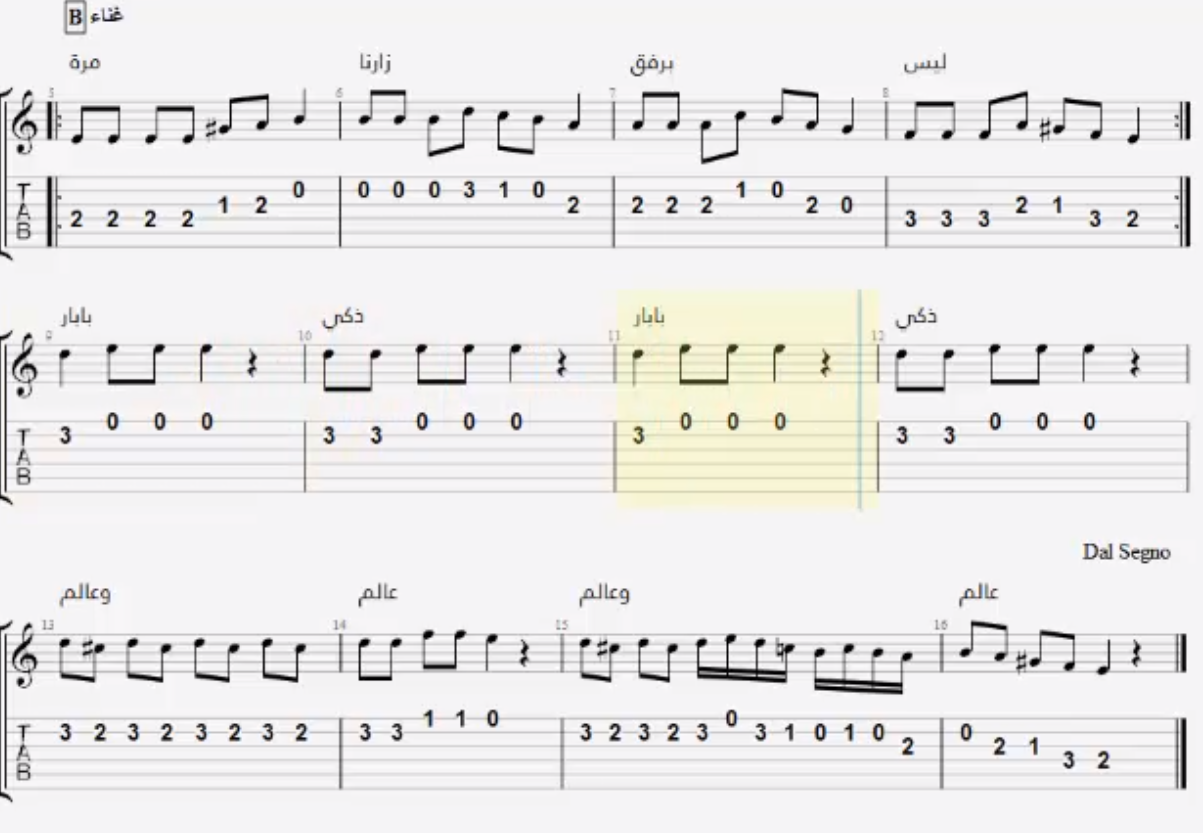 B غناء
مرة زارنا برفق ليس
5 6 7 8
T 2 2 2 2 1 2 0 0 0 0 3 1 0 2 2 2 2 1 0 2 0 3 3 3 2 1 3 2
A
B
بابار ذكي بابار ذكي
9 10 11 12
T 3 0 0 0 3 3 0 0 0 3 0 0 0 3 3 0 0 0
A
B
Dal Segno
وعالم عالم وعالم عالم
13 14 15 16
T 3 2 3 2 3 2 3 2 3 3 1 1 0 3 2 3 2 3 0 3 1 0 1 0 2 0 2 1 3 2
A
B